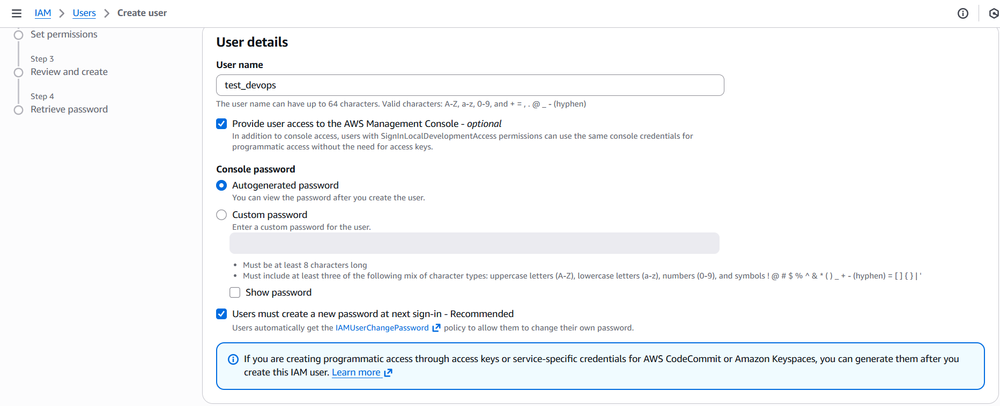 IAM > Users > Create user
Set permissions
Step 3
Review and create
Step 4
Retrieve password
User details
User name
test_devops
The user name can have up to 64 characters. Valid characters: A-Z, a-z, 0-9, and + = , . @ _ - (hyphen)
Provide user access to the AWS Management Console - optional
In addition to console access, users with SignInLocalDevelopmentAccess permissions can use the same console credentials for
programmatic access without the need for access keys.
Console password
Autogenerated password
You can view the password after you create the user.
Custom password
Enter a custom password for the user.
• Must be at least 8 characters long
• Must include at least three of the following mix of character types: uppercase letters (A-Z), lowercase letters (a-z), numbers (0-9), and symbols ! @ # $ % ^ & * ( ) _ + - (hyphen) = [ ] { } | '
Show password
Users must create a new password at next sign-in - Recommended
Users automatically get the IAMUserChangePassword policy to allow them to change their own password.
If you are creating programmatic access through access keys or service-specific credentials for AWS CodeCommit or Amazon Keyspaces, you can generate them after you
create this IAM user. Learn more